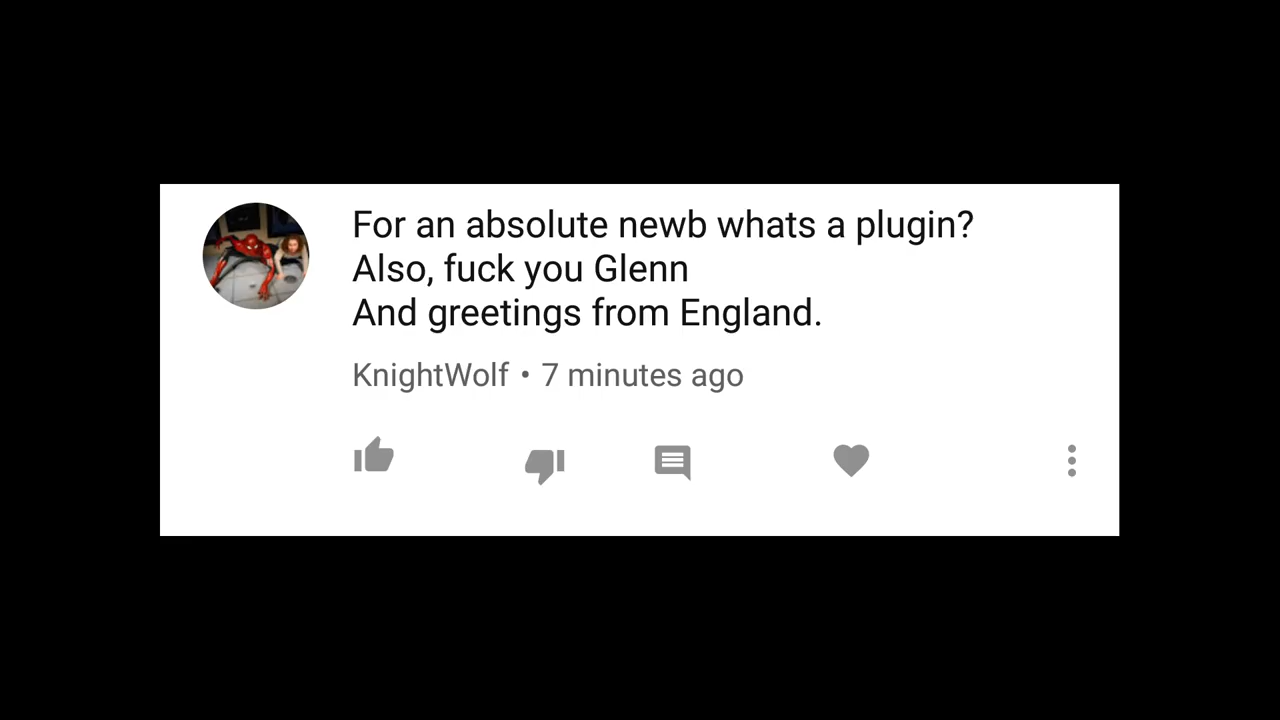 For an absolute newb whats a plugin?
Also, fuck you Glenn
And greetings from England.
KnightWolf • 7 minutes ago